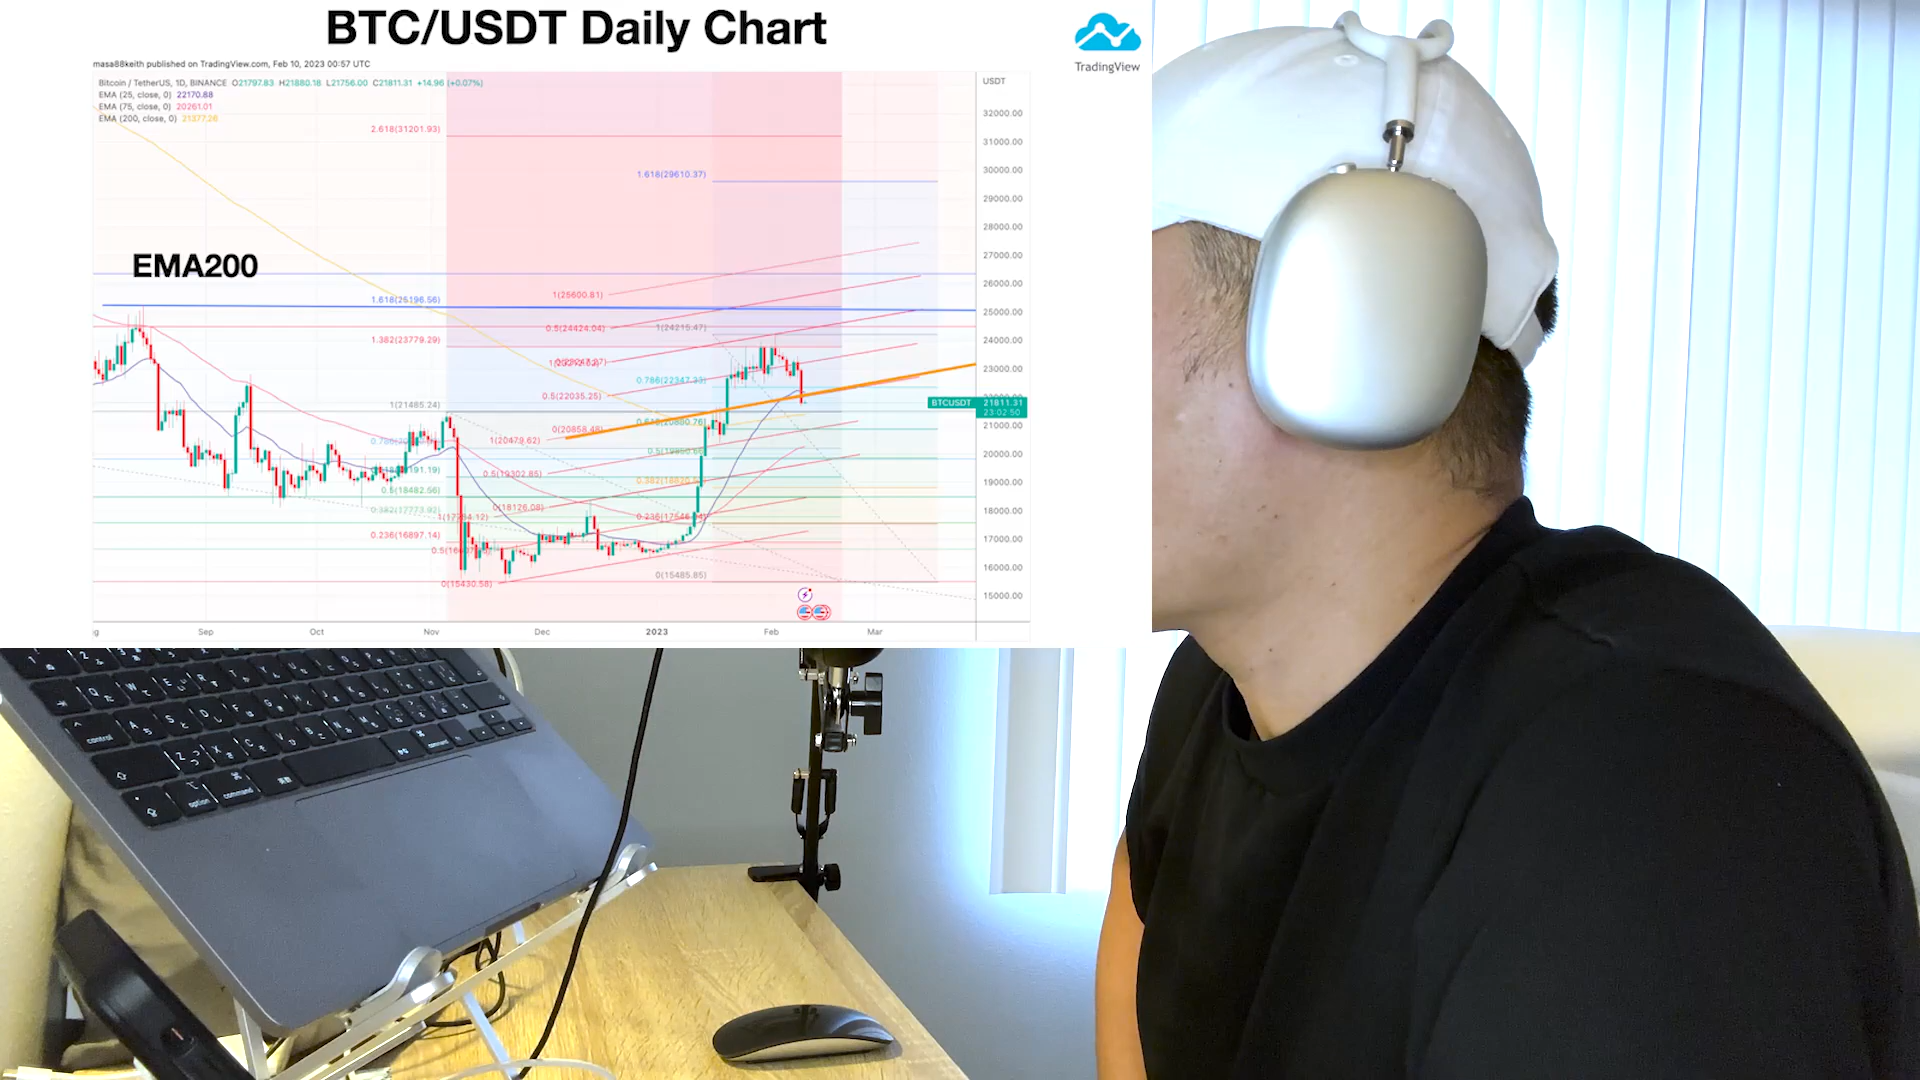 BTC/USDT Daily Chart
TradingView
masa88keith published on TradingView.com, Feb 10, 2023 00:57 UTC
Bitcoin / TetherUS, 1D, BINANCE O21797.83 H21880.18 L21756.00 C21811.31 +14.96 (+0.07%)
EMA (25, close, 0) 22170.88
EMA (75, close, 0) 20261.01
EMA (200, close, 0) 21377.26
USDT
32000.00
2.618(31201.93)
31000.00
30000.00
1.618(29610.37)
29000.00
28000.00
27000.00
EMA200
26000.00
1(25600.81)
1.618(25196.56)
25000.00
0.5(24424.04)
1(24215.47)
24000.00
1.382(23779.29)
23000.00
0.786(22347.33)
0.5(22035.25)
BTCUSDT 21811.31
23:02:50
1(21485.24)
21000.00
0(20858.48)
1(20479.62)
20000.00
0.5(19302.85)
19000.00
0.5(18482.56)
0(18126.08)
18000.00
0.382(17773.92)
0.236(17546.04)
17000.00
0.236(16897.14)
16000.00
0(15485.85)
0(15430.58)
15000.00
Sep Oct Nov Dec 2023 Feb Mar
control
option
command
command